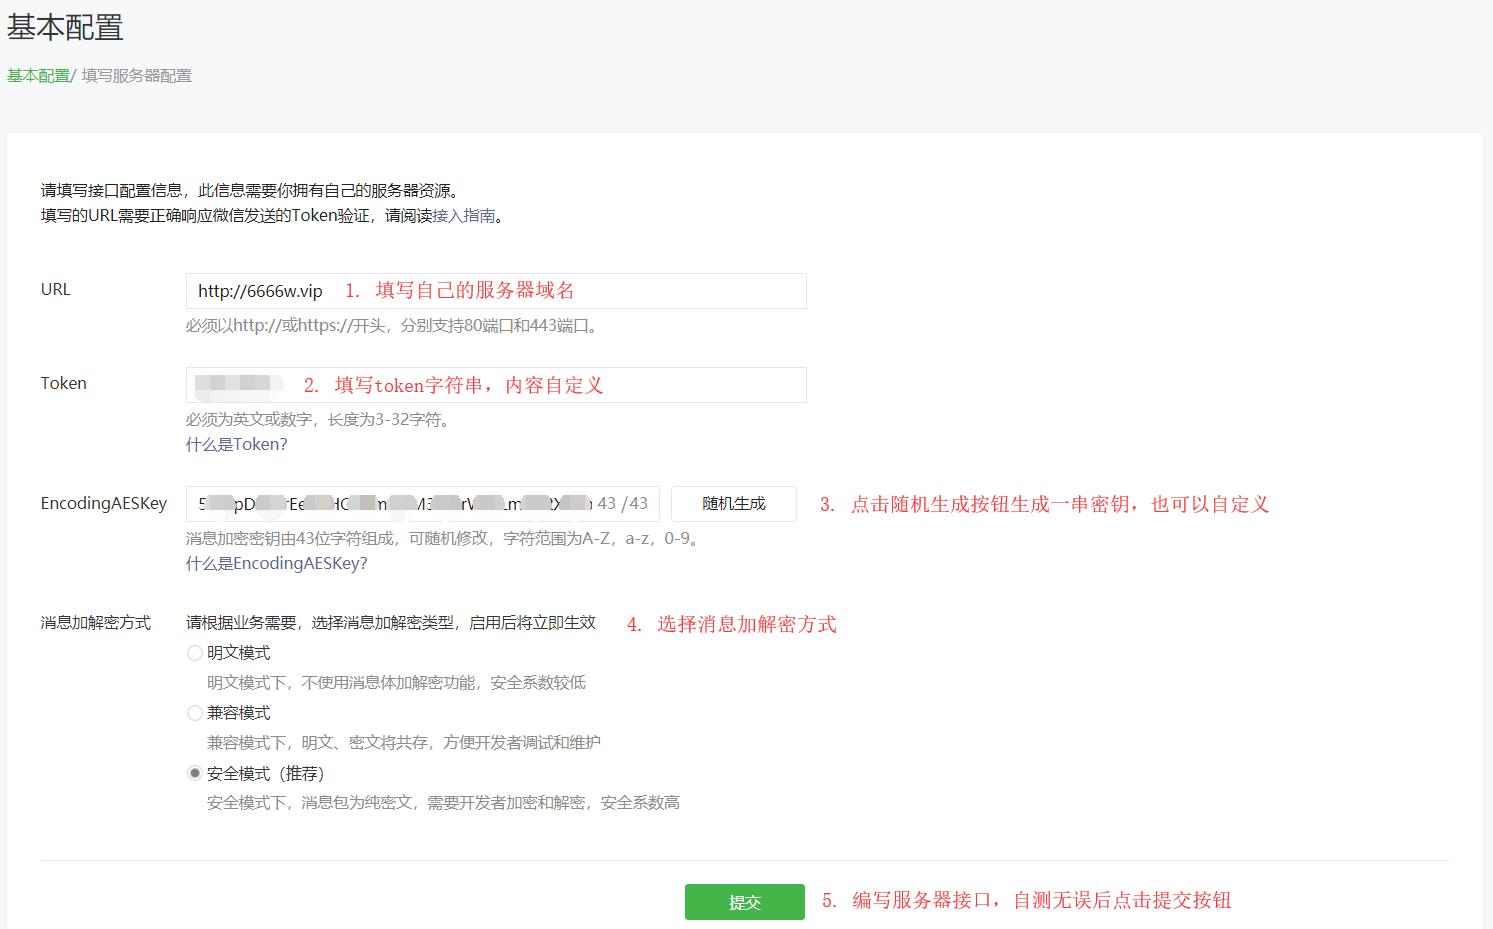 基本配置
基本配置/ 填写服务器配置
请填写接口配置信息，此信息需要你拥有自己的服务器资源。
填写的URL需要正确响应微信发送的Token验证，请阅读接入指南。
URL
http://6666w.vip 1. 填写自己的服务器域名
必须以http://或https://开头，分别支持80端口和443端口。
Token
2. 填写token字符串，内容自定义
必须为英文或数字，长度为3-32字符。
什么是Token?
EncodingAESKey
43 /43 随机生成 3. 点击随机生成按钮生成一串密钥，也可以自定义
消息加密密钥由43位字符组成，可随机修改，字符范围为A-Z，a-z，0-9。
什么是EncodingAESKey?
消息加解密方式
请根据业务需要，选择消息加解密类型，启用后将立即生效 4. 选择消息加解密方式
明文模式
明文模式下，不使用消息体加解密功能，安全系数较低
兼容模式
兼容模式下，明文、密文将共存，方便开发者调试和维护
安全模式（推荐）
安全模式下，消息包为纯密文，需要开发者加密和解密，安全系数高
提交 5. 编写服务器接口，自测无误后点击提交按钮